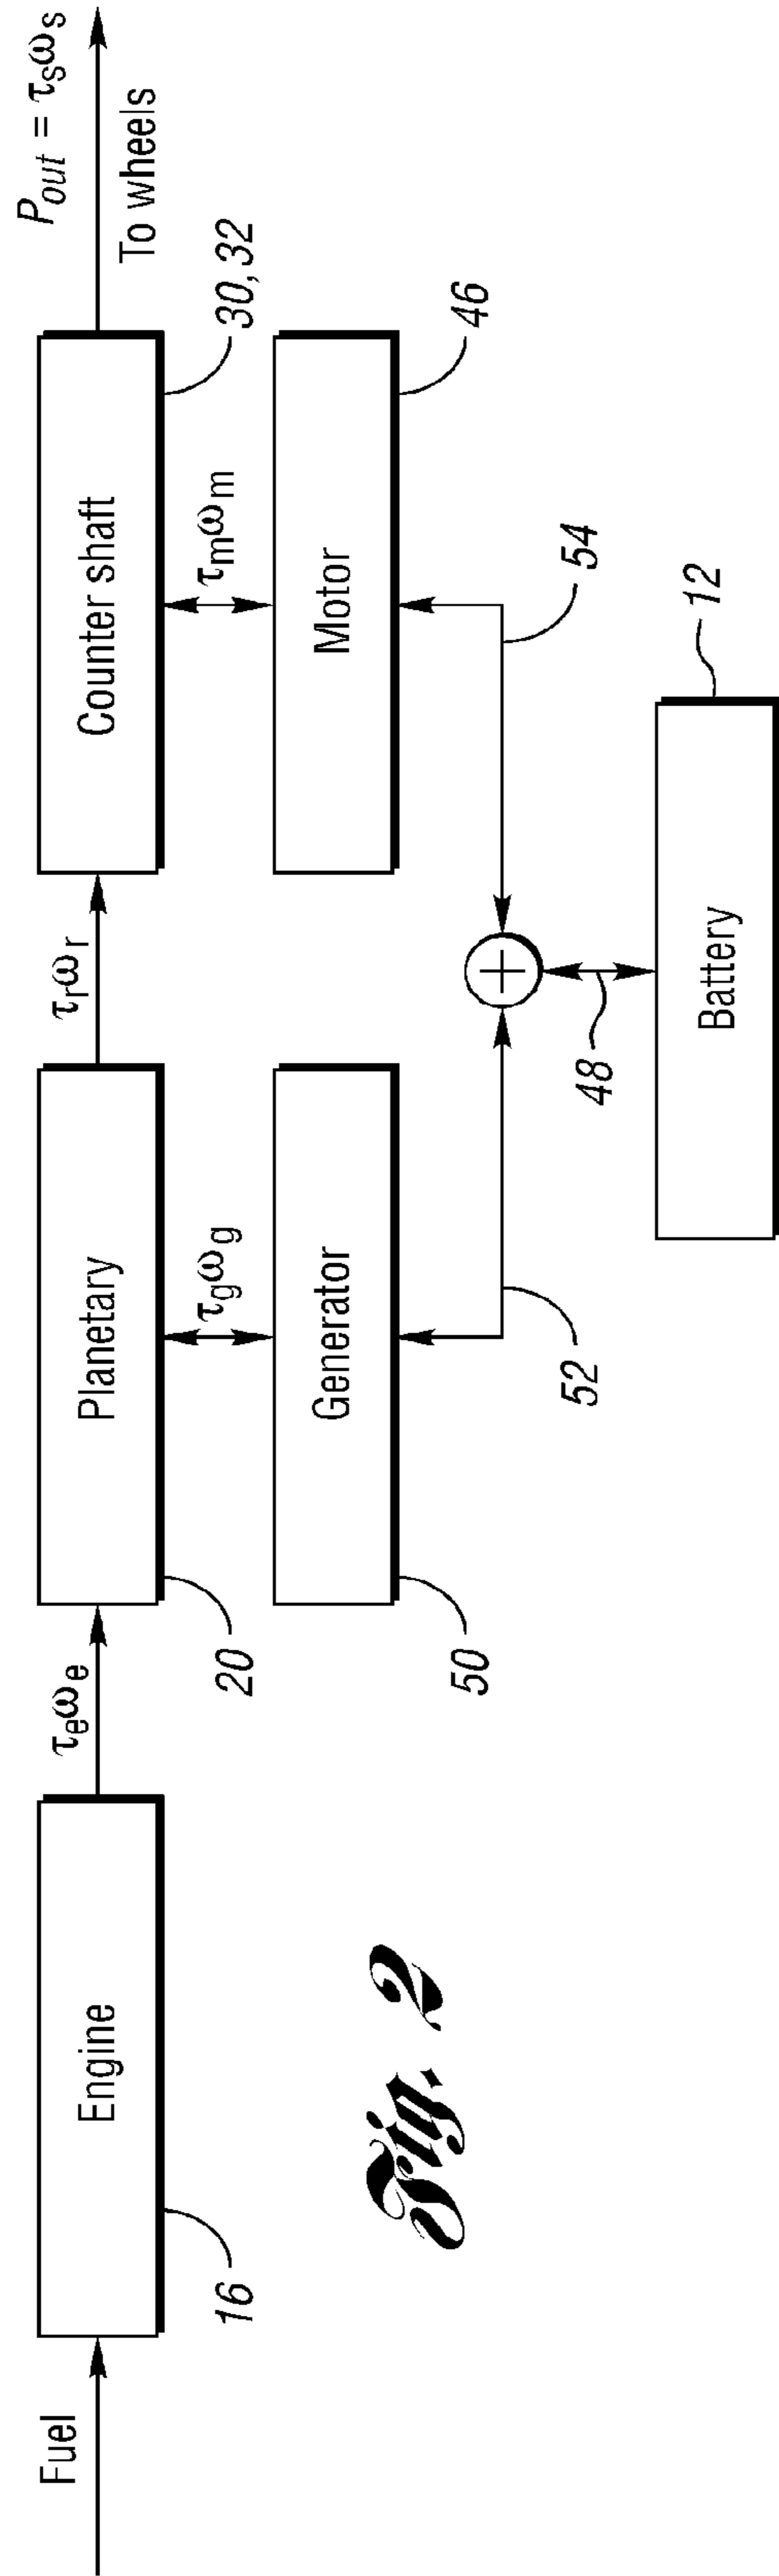 Fuel
Engine
16
τeωe
Planetary
20
τrωr
Counter shaft
30, 32
Pout = τsωs
To wheels
τgωg
τmωm
Generator
50
Motor
46
52
54
48
Battery
12
Fig. 2